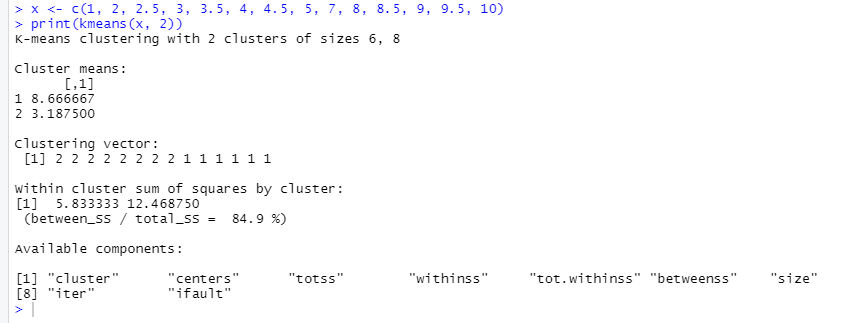 > x <- c(1, 2, 2.5, 3, 3.5, 4, 4.5, 5, 7, 8, 8.5, 9, 9.5, 10)
> print(kmeans(x, 2))
K-means clustering with 2 clusters of sizes 6, 8
Cluster means:
[,1]
1 8.666667
2 3.187500
Clustering vector:
[1] 2 2 2 2 2 2 2 2 1 1 1 1 1 1
Within cluster sum of squares by cluster:
[1]  5.833333 12.468750
(between_SS / total_SS =  84.9 %)
Available components:
[1] "cluster"      "centers"      "totss"        "withinss"     "tot.withinss" "betweenss"    "size"
[8] "iter"         "ifault"
>